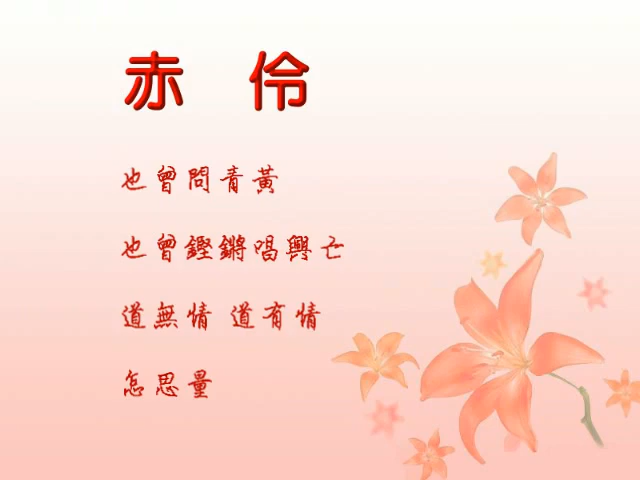 赤 伶
也曾問青黃
也曾鏗鏘唱興亡
道無情 道有情
怎思量